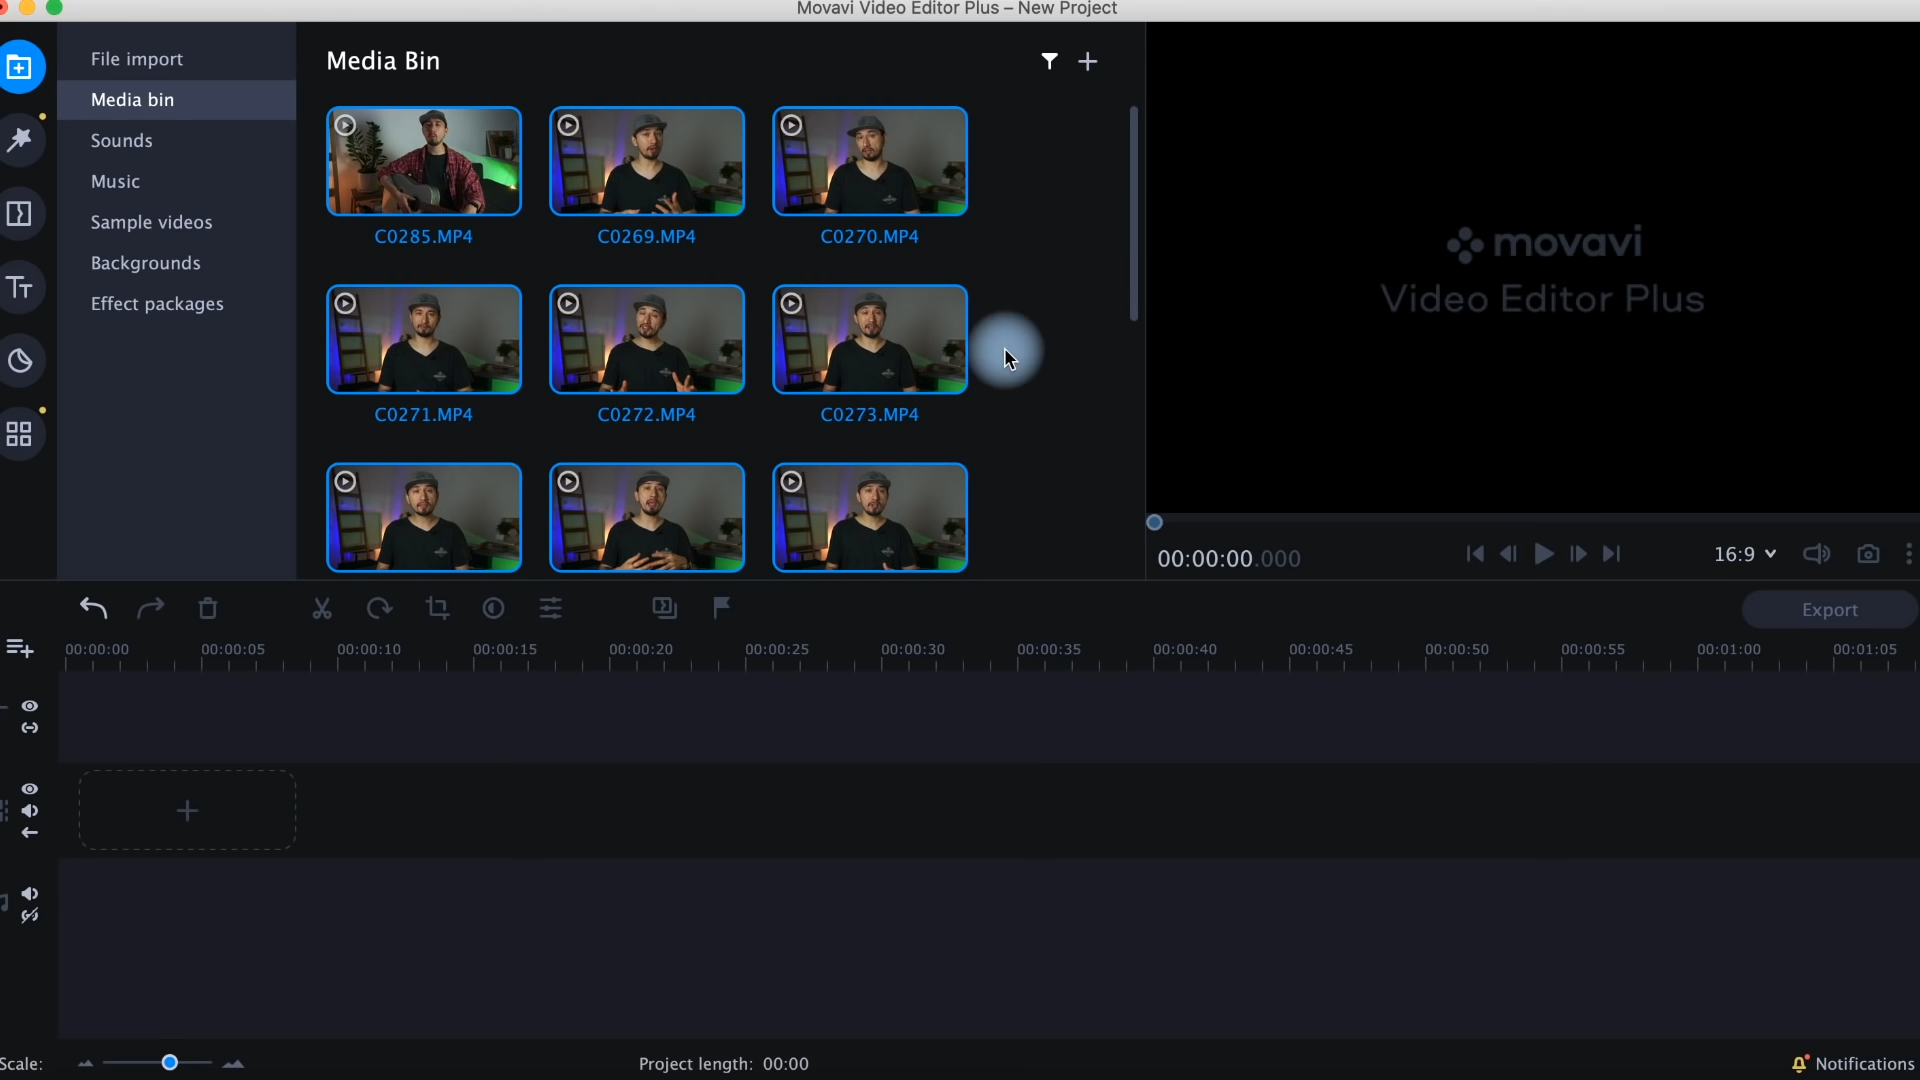 Movavi Video Editor Plus – New Project
File import
Media bin
Sounds
Music
Sample videos
Backgrounds
Effect packages
Media Bin
C0285.MP4
C0269.MP4
C0270.MP4
C0271.MP4
C0272.MP4
C0273.MP4
movavi
Video Editor Plus
00:00:00.000
16:9
Export
00:00:00 00:00:05 00:00:10 00:00:15 00:00:20 00:00:25 00:00:30 00:00:35 00:00:40 00:00:45 00:00:50 00:00:55 00:01:00 00:01:05
Scale:
Project length: 00:00
Notifications